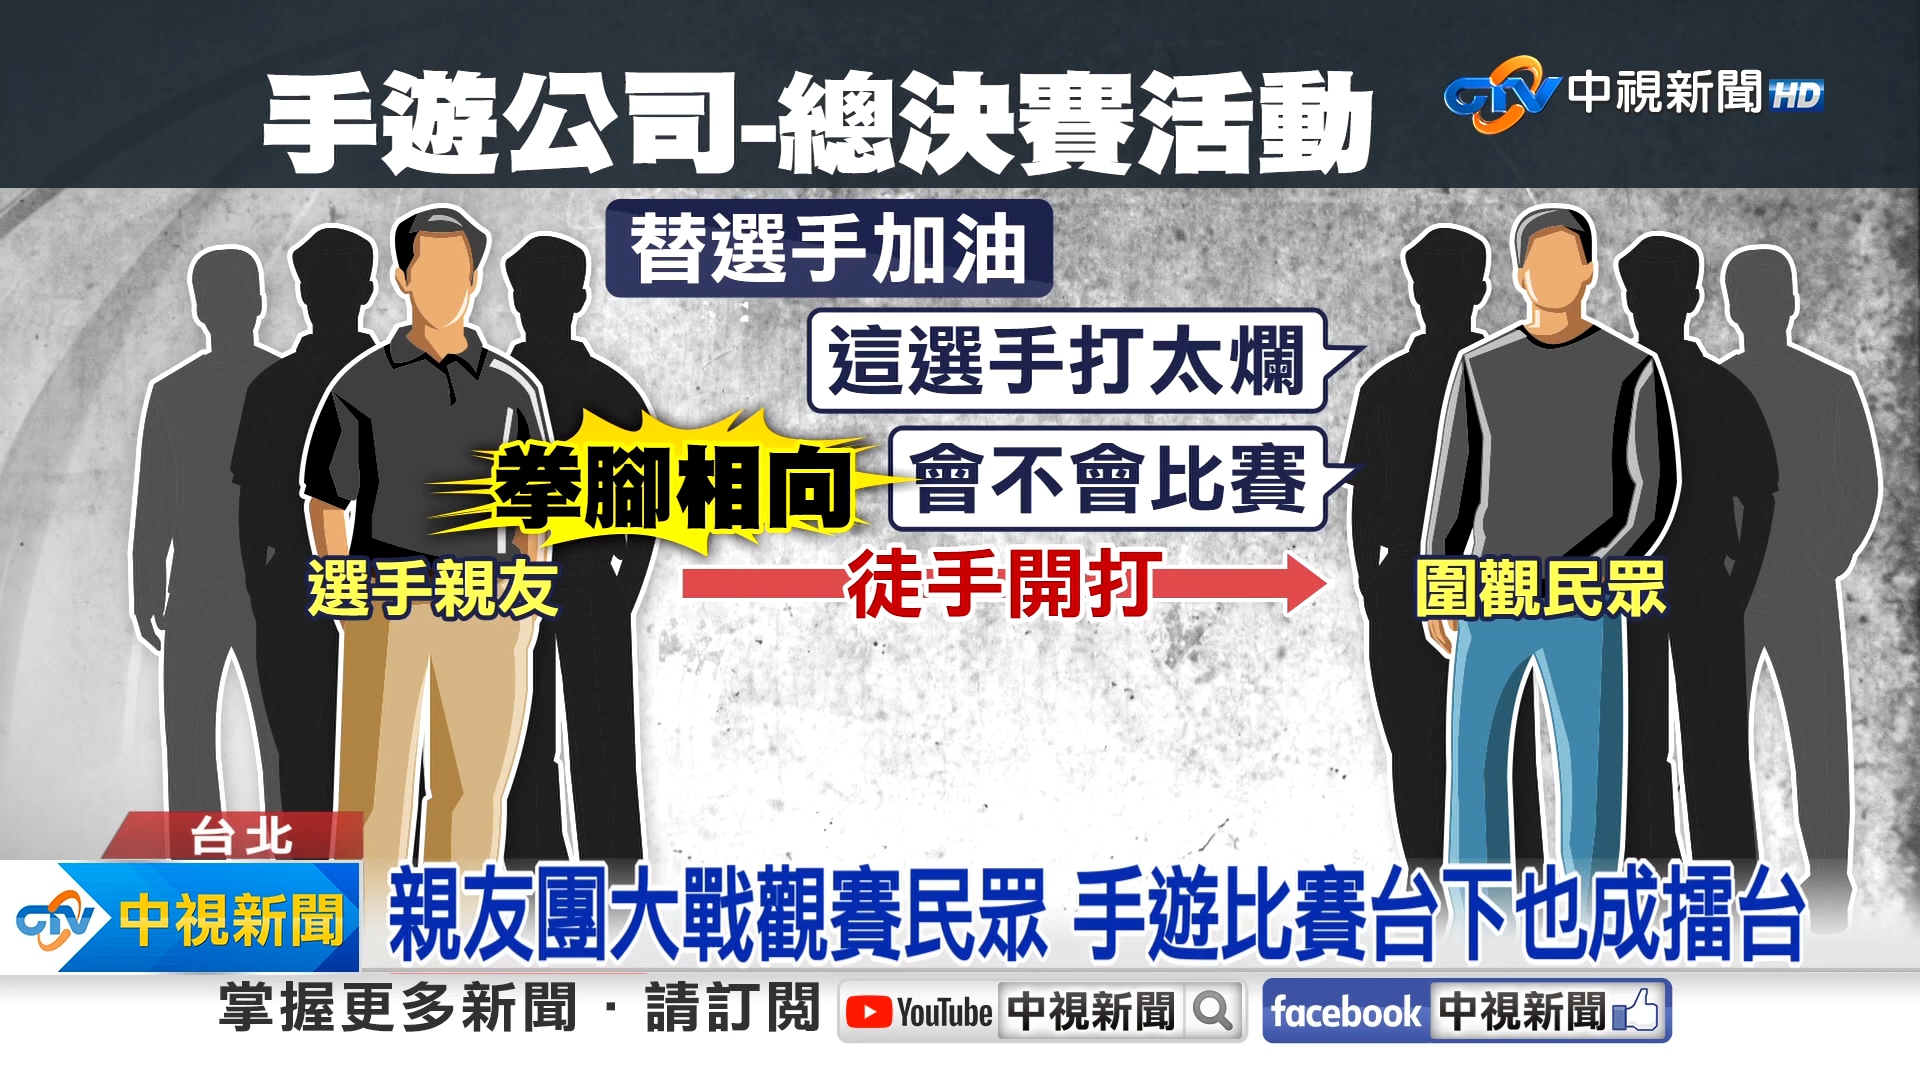 手遊公司-總決賽活動
CTV 中視新聞 HD
替選手加油
這選手打太爛
會不會比賽
拳腳相向
徒手開打
選手親友
圍觀民眾
台北
CTV 中視新聞
親友團大戰觀賽民眾 手遊比賽台下也成擂台
掌握更多新聞‧請訂閱 YouTube 中視新聞 facebook 中視新聞